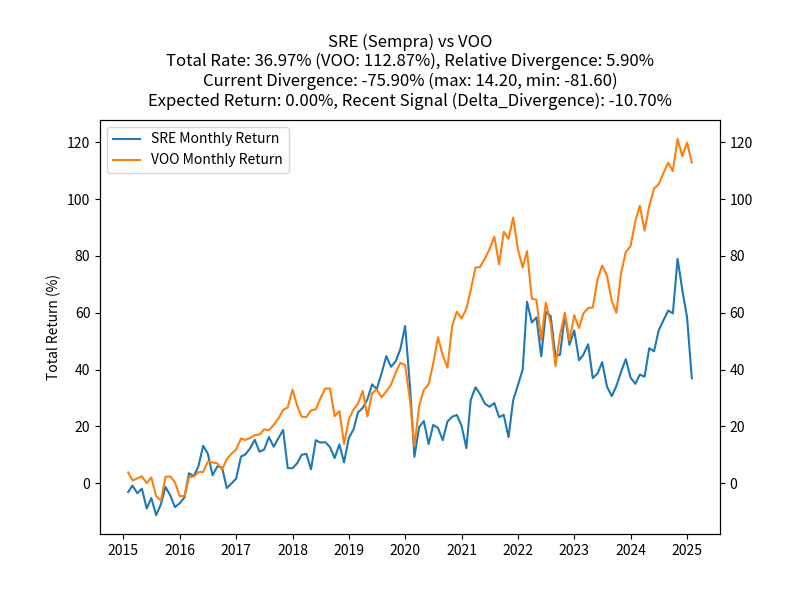 SRE (Sempra) vs VOO
Total Rate: 36.97% (VOO: 112.87%), Relative Divergence: 5.90%
Current Divergence: -75.90% (max: 14.20, min: -81.60)
Expected Return: 0.00%, Recent Signal (Delta_Divergence): -10.70%
SRE Monthly Return
VOO Monthly Return
Total Return (%)
120 120
100 100
80 80
60 60
40 40
20 20
0 0
2015 2016 2017 2018 2019 2020 2021 2022 2023 2024 2025